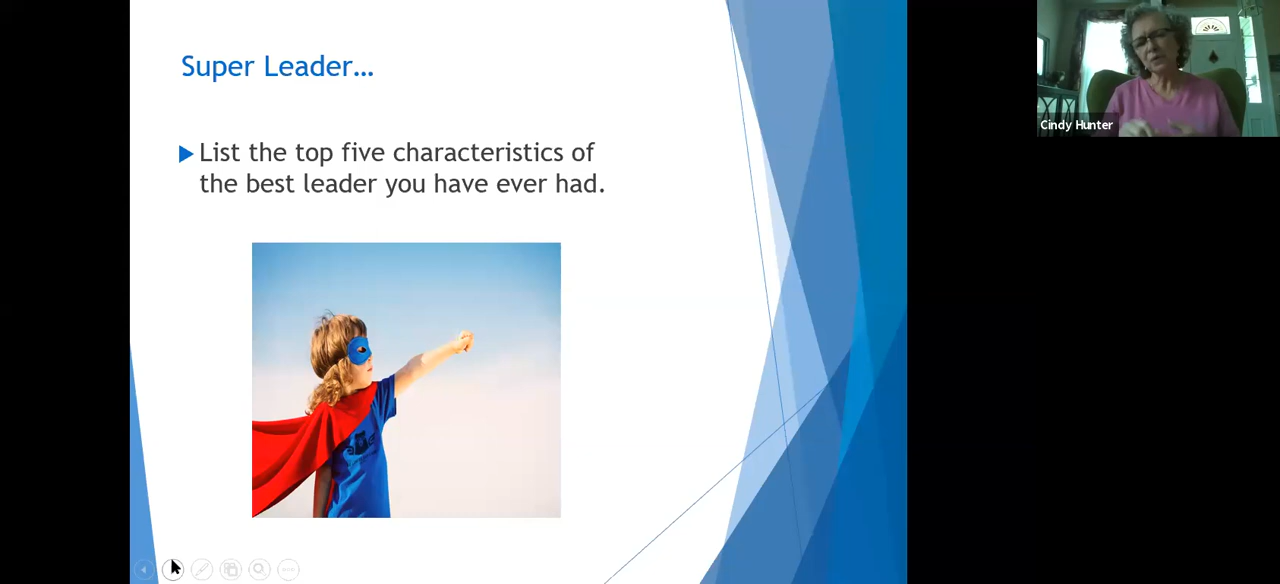 Super Leader…
List the top five characteristics of
the best leader you have ever had.
Cindy Hunter